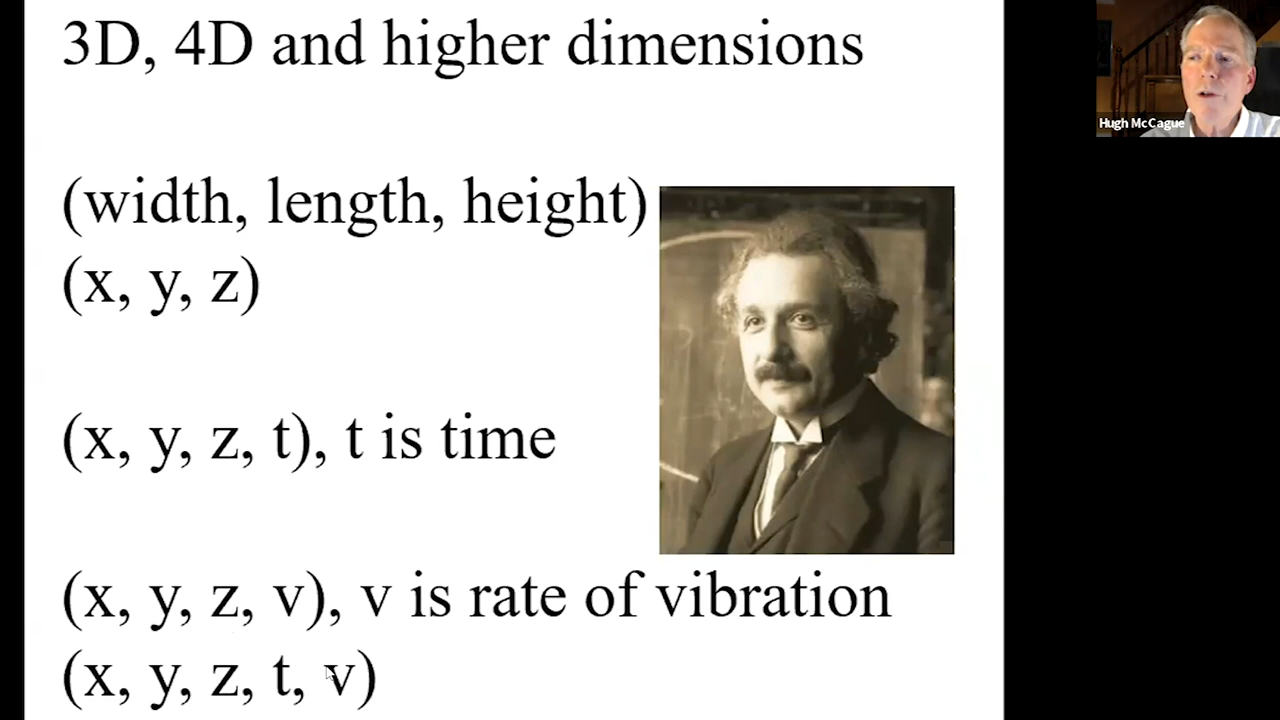 3D, 4D and higher dimensions
Hugh McCague
(width, length, height)
(x, y, z)
(x, y, z, t), t is time
(x, y, z, v), v is rate of vibration
(x, y, z, t, v)